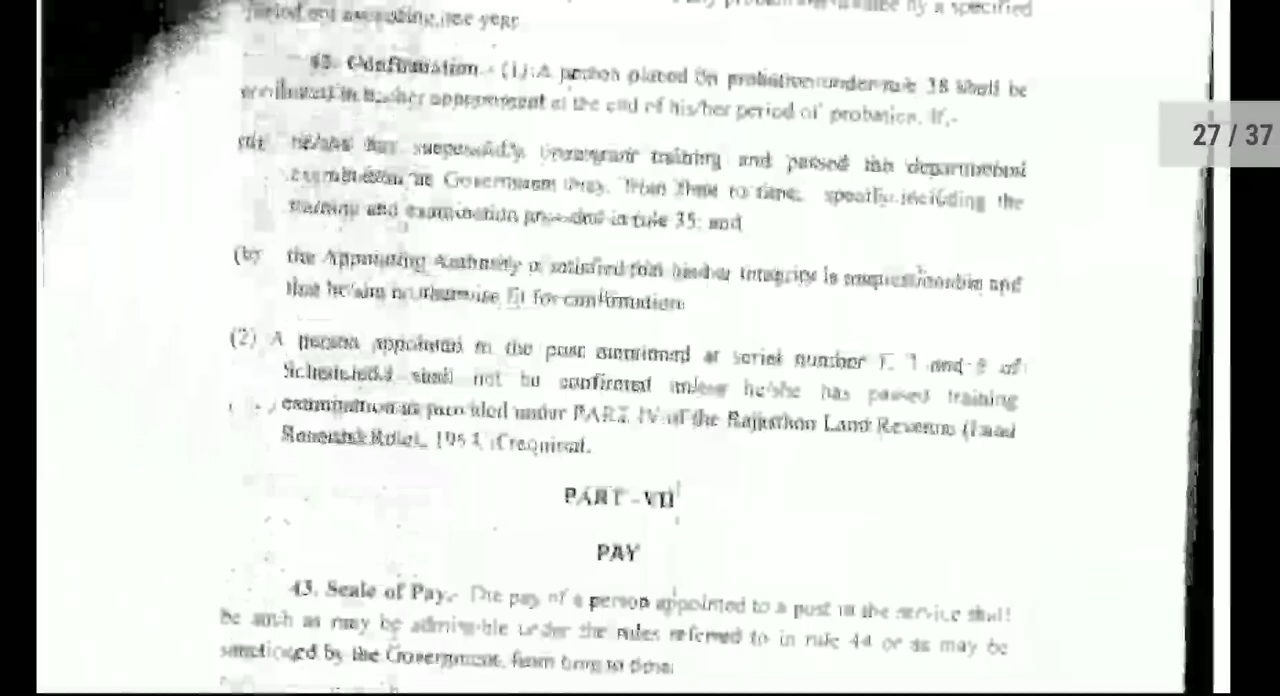 by a specified
period not exceeding one year
42. Confirmation.- (1) A person placed on probation under rule 38 shall be
in his/her appointment at the end of his/her period of probation, if,-
he/she has successfully training and passed the departmental
examination as Government may, from time to time, specify including the
training and examination provided in rule 35; and
(b) the Appointing Authority is satisfied that his/her integrity is unquestionable and
that he/she is otherwise fit for confirmation
(2) A person appointed to the post mentioned at serial number and of
shall not be confirmed unless he/she has passed training
examination as provided under PART IV of the Rajasthan Land Revenue (Land
Rules, if required.
PART - VII
PAY
43. Scale of Pay.- The pay of a person appointed to a post in the service shall
be such as may be admissible under the rules referred to in rule 44 or as may be
sanctioned by the Government, from time to time.
27 / 37